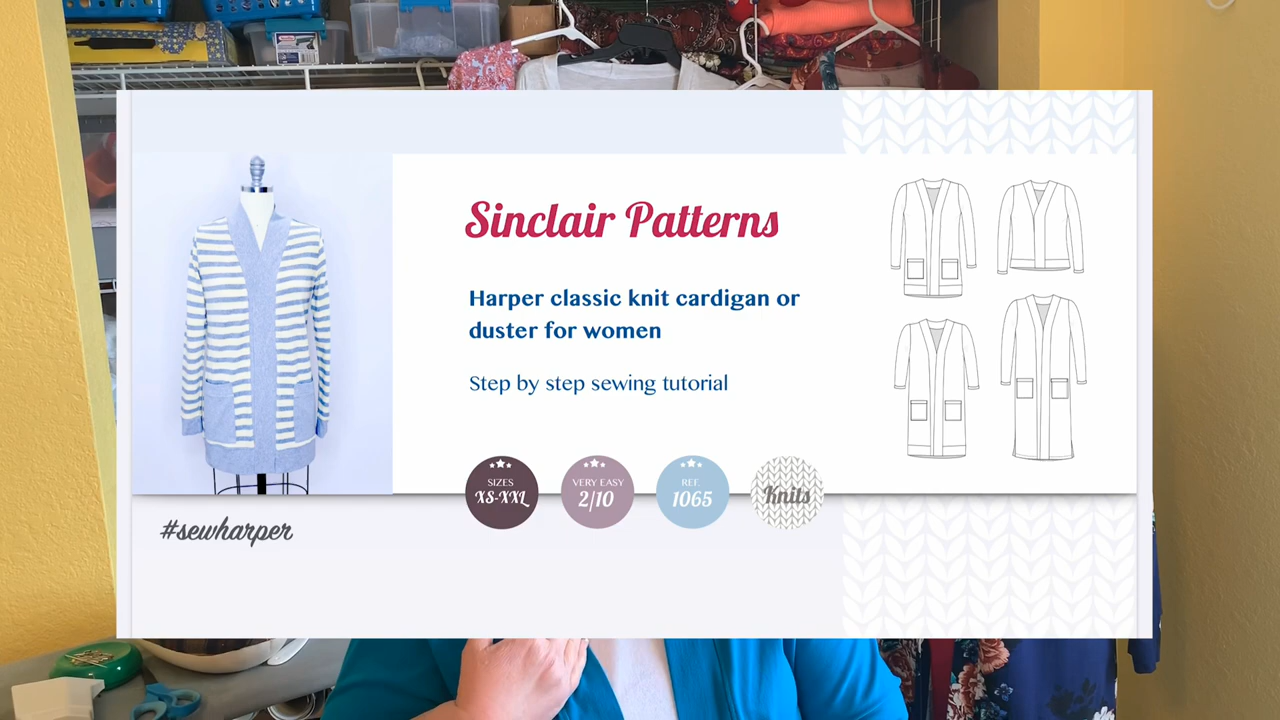 Sinclair Patterns
Harper classic knit cardigan or
duster for women
Step by step sewing tutorial
SIZES
XS-XXL
VERY EASY
2/10
REF.
1065
Knits
#sewharper